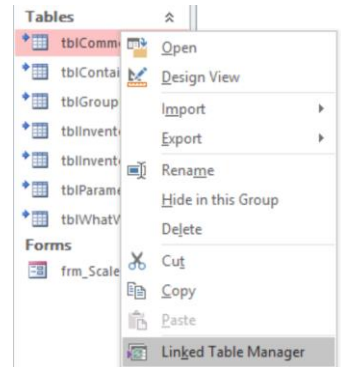 Tables
tblComm
Open
tblContai
Design View
tblGroup
Import
tblInvent
Export
tblInvent
Rename
tblParame
Hide in this Group
tblWhatV
Delete
Forms
Cut
frm_Scale
Copy
Paste
Linked Table Manager